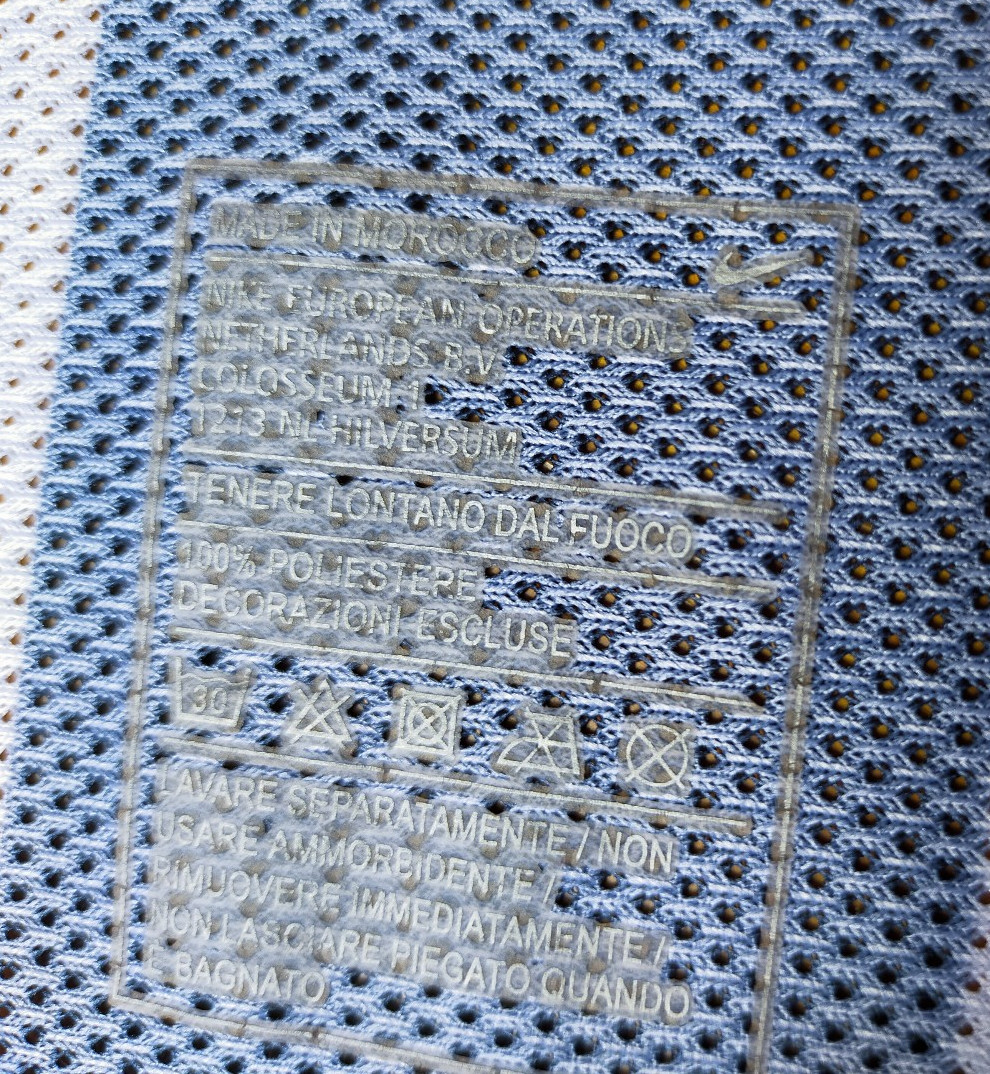 MADE IN MOROCCO
NIKE EUROPEAN OPERATIONS
NETHERLANDS B.V.
COLOSSEUM 1
1213 NL HILVERSUM
TENERE LONTANO DAL FUOCO
100% POLIESTERE
DECORAZIONI ESCLUSE
30
LAVARE SEPARATAMENTE / NON
USARE AMMORBIDENTE /
RIMUOVERE IMMEDIATAMENTE /
NON LASCIARE PIEGATO QUANDO
È BAGNATO